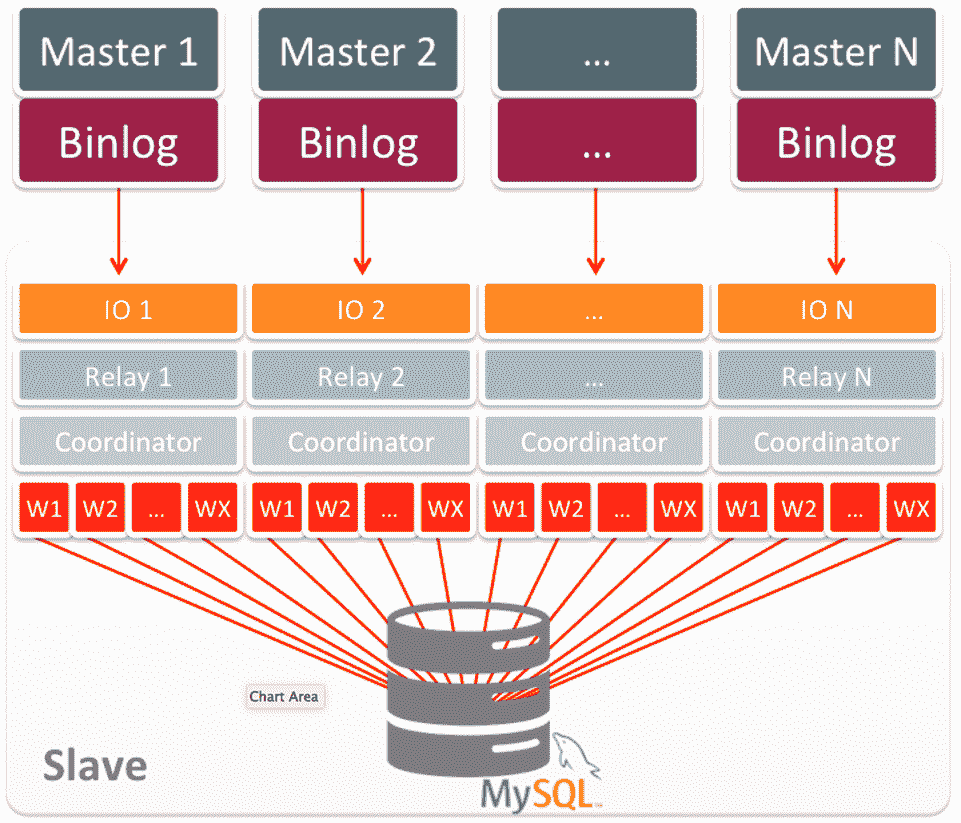 Master 1 Master 2 ... Master N
Binlog Binlog ... Binlog
IO 1 IO 2 ... IO N
Relay 1 Relay 2 ... Relay N
Coordinator Coordinator Coordinator Coordinator
W1 W2 ... WX W1 W2 ... WX W1 W2 ... WX W1 W2 ... WX
Chart Area
Slave
MySQL™